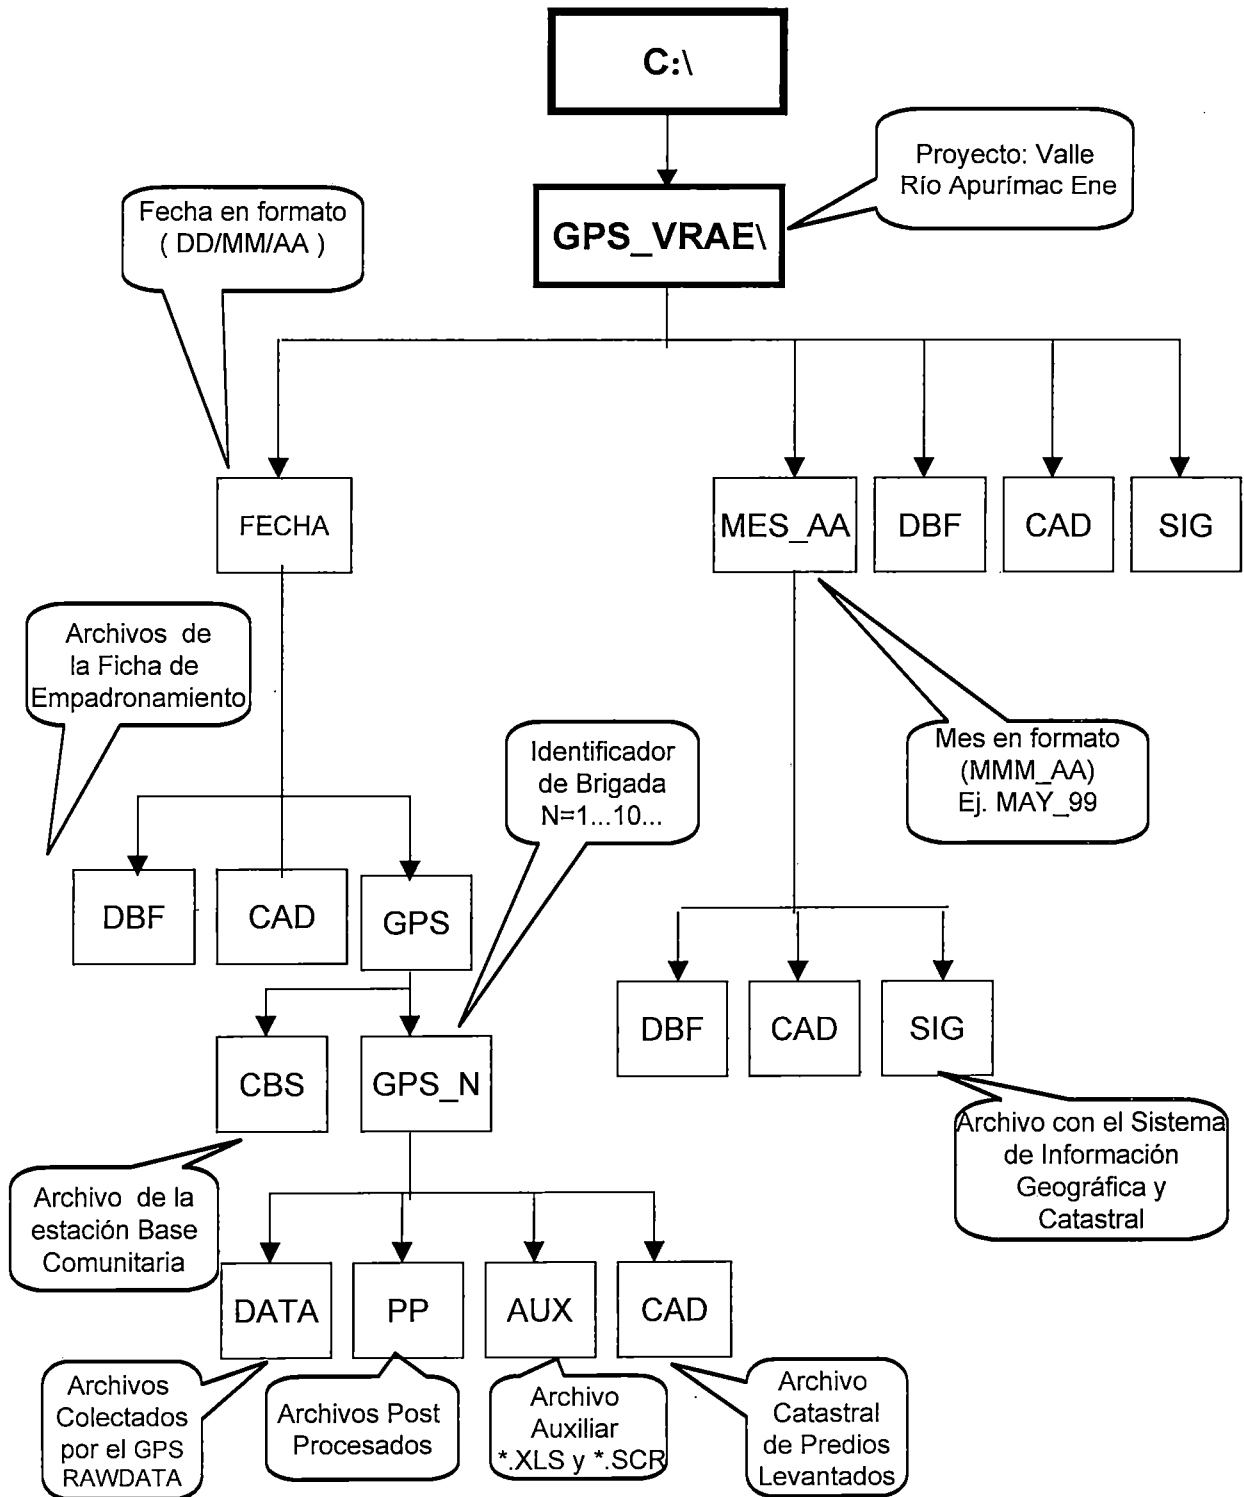 C:\
Proyecto: Valle
Río Apurímac Ene
Fecha en formato
( DD/MM/AA )
GPS_VRAE\
FECHA
MES_AA
DBF
CAD
SIG
Archivos de
la Ficha de
Empadronamiento
Identificador
de Brigada
N=1...10...
Mes en formato
(MMM_AA)
Ej. MAY_99
DBF
CAD
GPS
DBF
CAD
SIG
CBS
GPS_N
Archivo con el Sistema
de Información
Geográfica y
Catastral
Archivo de la
estación Base
Comunitaria
DATA
PP
AUX
CAD
Archivos
Colectados
por el GPS
RAWDATA
Archivos Post
Procesados
Archivo
Auxiliar
*.XLS y *.SCR
Archivo
Catastral
de Predios
Levantados